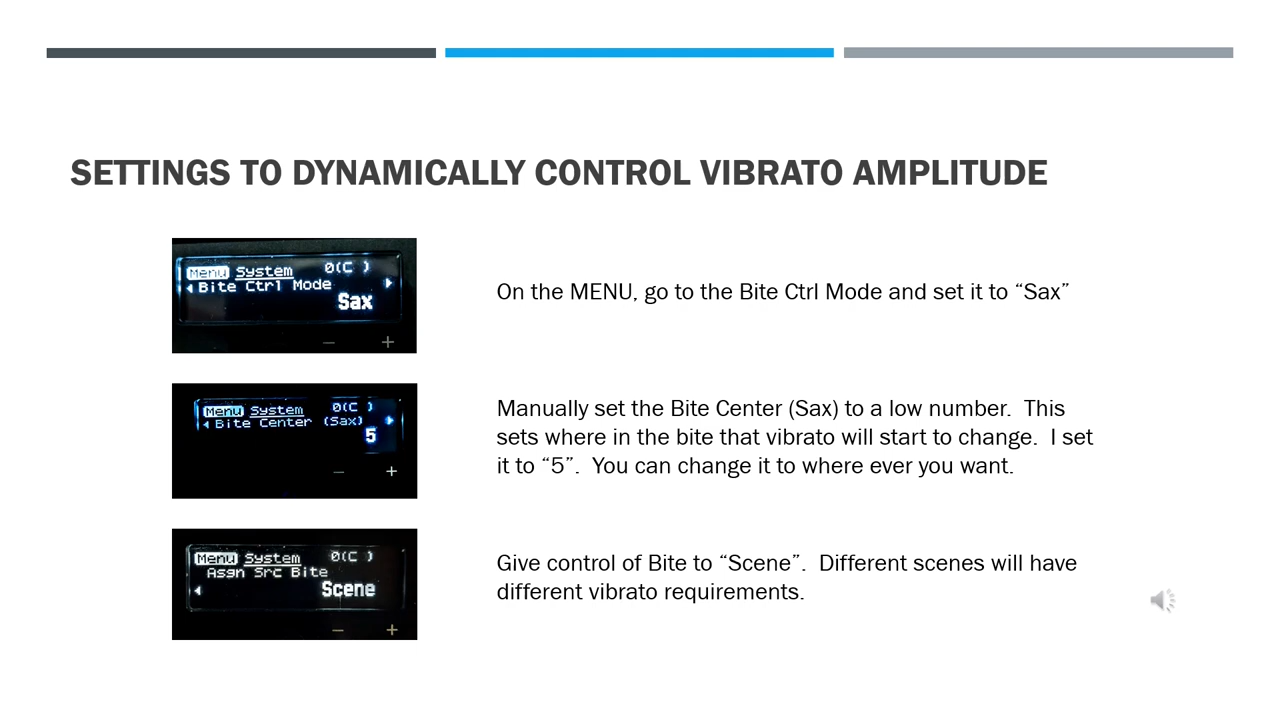 SETTINGS TO DYNAMICALLY CONTROL VIBRATO AMPLITUDE
Menu System 0(C )
Bite Ctrl Mode
Sax
− +
On the MENU, go to the Bite Ctrl Mode and set it to “Sax”
Menu System 0(C )
Bite Center (Sax)
5
− +
Manually set the Bite Center (Sax) to a low number. This
sets where in the bite that vibrato will start to change. I set
it to “5”. You can change it to where ever you want.
Menu System 0(C )
Asgn Src Bite
Scene
− +
Give control of Bite to “Scene”. Different scenes will have
different vibrato requirements.